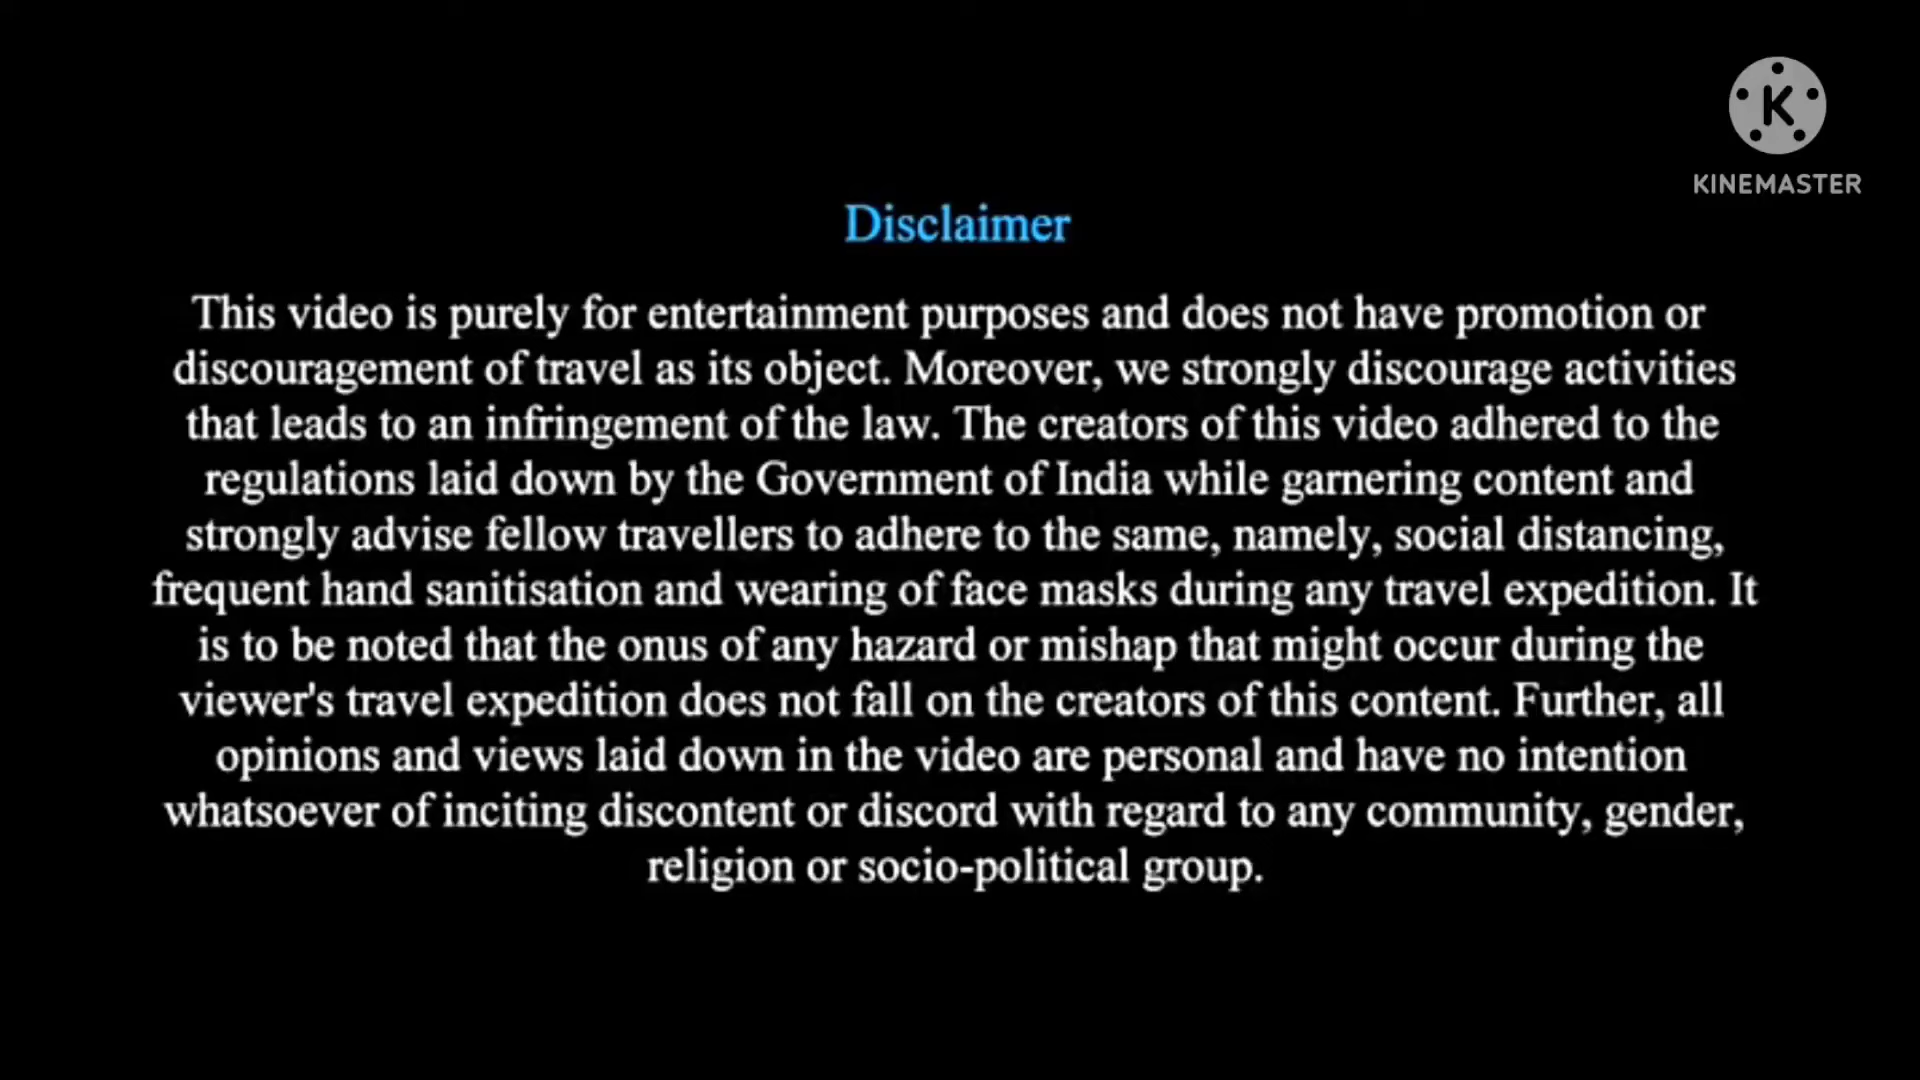 K
KINEMASTER
Disclaimer
This video is purely for entertainment purposes and does not have promotion or
discouragement of travel as its object. Moreover, we strongly discourage activities
that leads to an infringement of the law. The creators of this video adhered to the
regulations laid down by the Government of India while garnering content and
strongly advise fellow travellers to adhere to the same, namely, social distancing,
frequent hand sanitisation and wearing of face masks during any travel expedition. It
is to be noted that the onus of any hazard or mishap that might occur during the
viewer's travel expedition does not fall on the creators of this content. Further, all
opinions and views laid down in the video are personal and have no intention
whatsoever of inciting discontent or discord with regard to any community, gender,
religion or socio-political group.